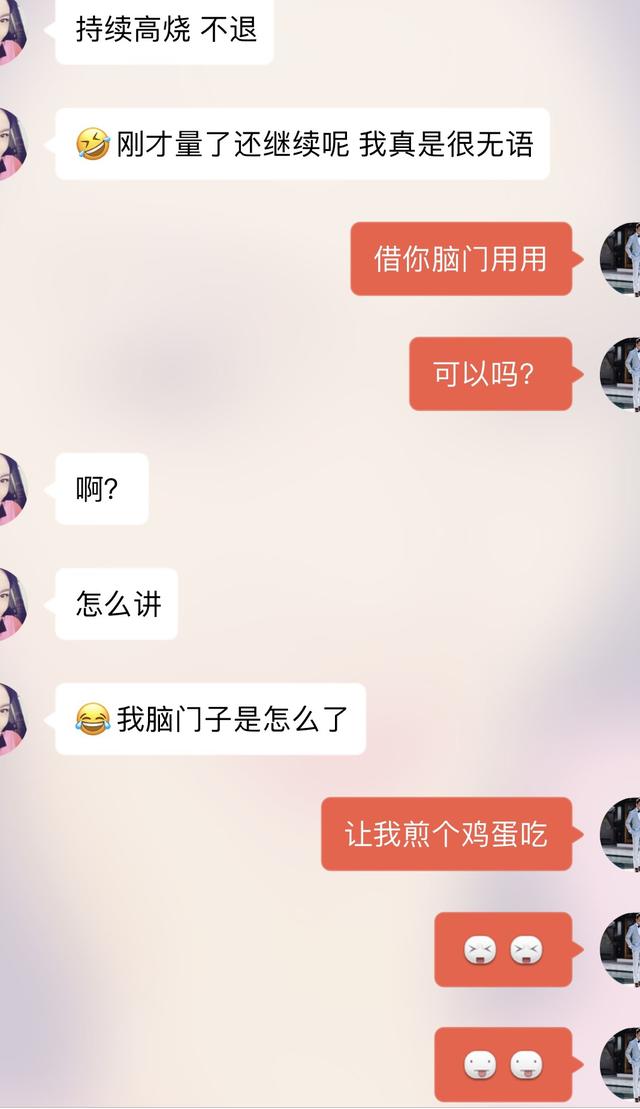 持续高烧 不退
🤣刚才量了还继续呢 我真是很无语
借你脑门用用
可以吗?
啊?
怎么讲
😂我脑门子是怎么了
让我煎个鸡蛋吃